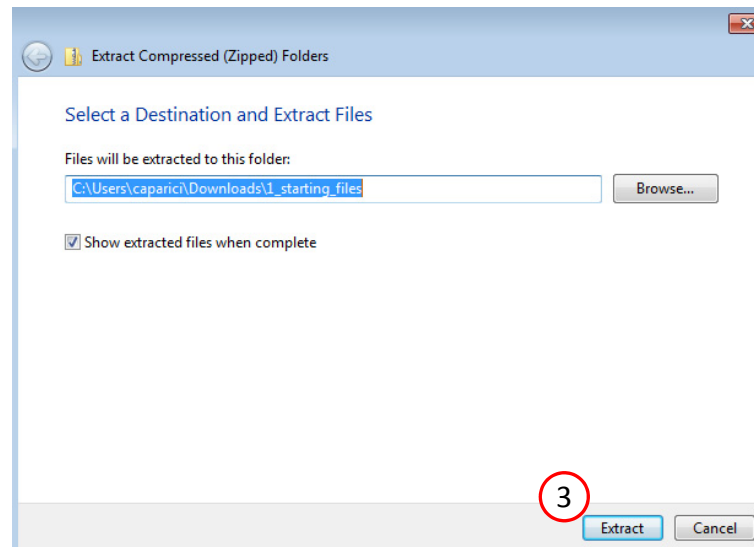 Extract Compressed (Zipped) Folders
Select a Destination and Extract Files
Files will be extracted to this folder:
C:\Users\caparici\Downloads\1_starting_files
Browse...
Show extracted files when complete
3
Extract
Cancel